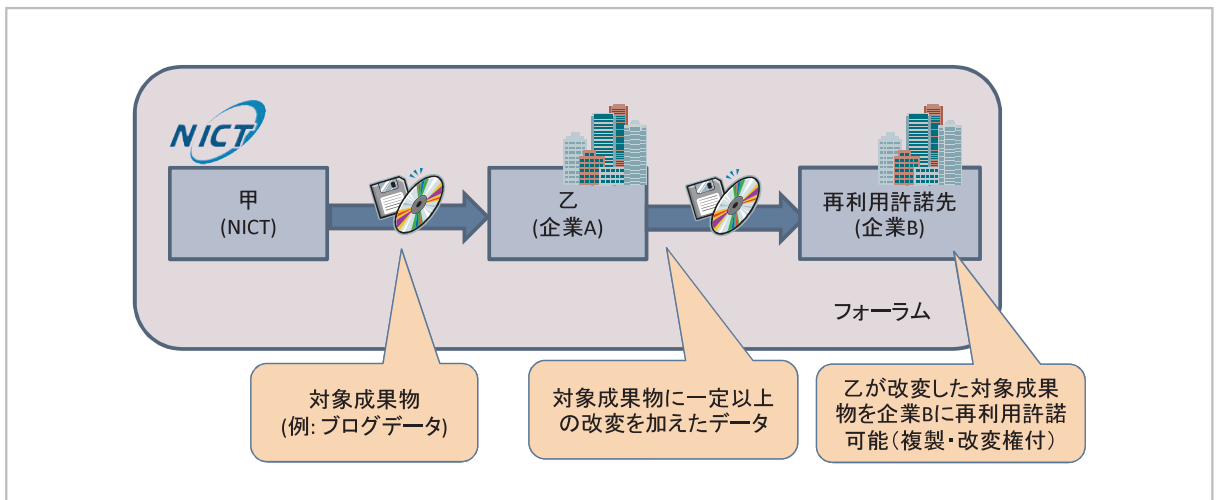 NICT
甲
(NICT)
乙
(企業A)
再利用許諾先
(企業B)
フォーラム
対象成果物
(例: ブログデータ)
対象成果物に一定以上
の改変を加えたデータ
乙が改変した対象成果
物を企業Bに再利用許諾
可能(複製・改変権付)